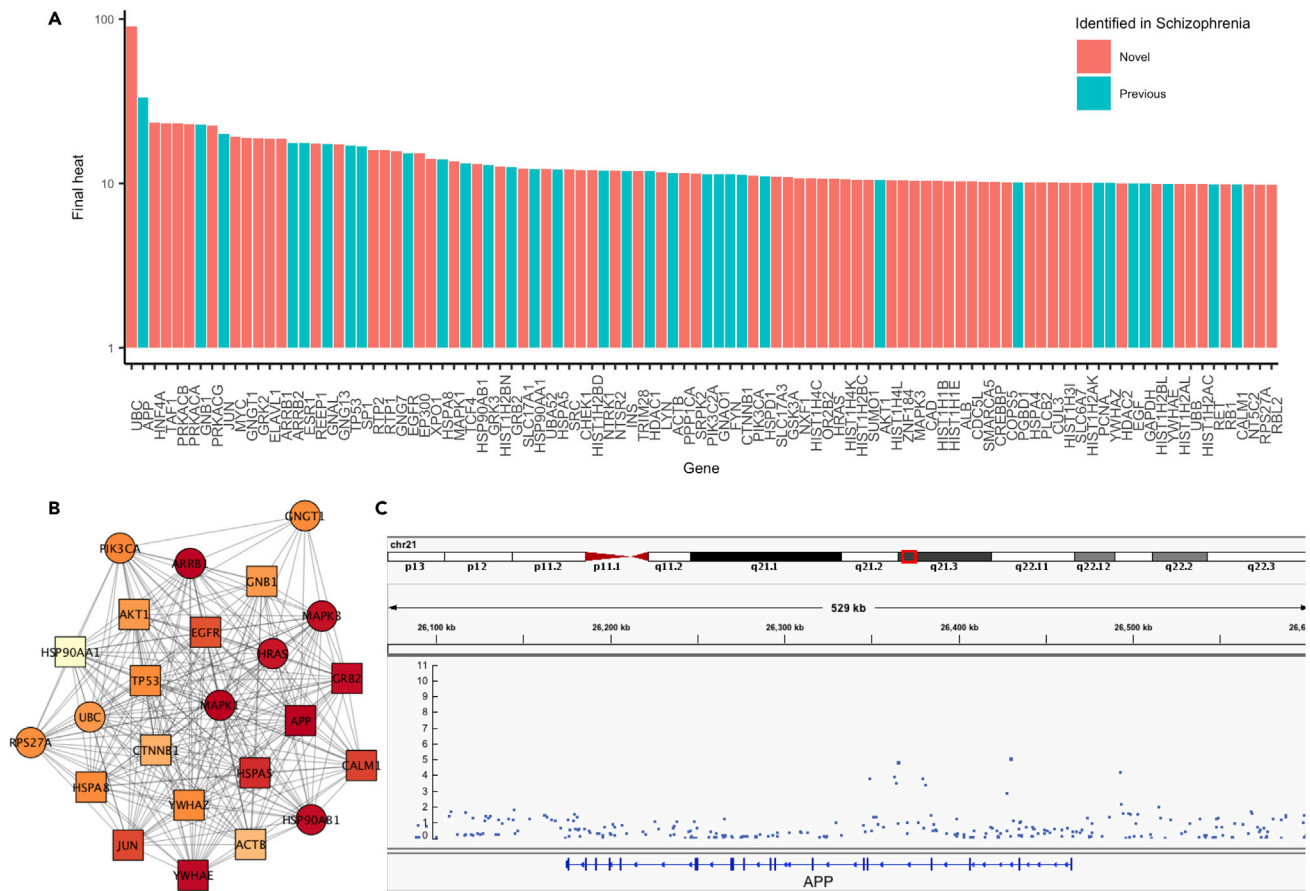 A
100
10
1
Final heat
Identified in Schizophrenia
Novel
Previous
UBC
APP
HNF4A
TAF1
PRKACB
PRKACA
GNB1
PRKACG
JUN
MYC
GNGT1
GRK2
ELAVL1
ARRB1
ARRB2
ESR1
REEP1
GNAL
TP53
SP1
RTP2
RTP1
GNG7
EGFR
EP300
XPO1
HSPA8
MAPK1
TCF4
HSP90AB1
GRK3
HIST1H2BN
GRB2
SLC17A1
HSP90AA1
UBA52
HSPA5
SRC
CHEK1
HIST1H2BD
NTRK1
NTSR2
INS
TRIM28
HDAC1
LYN
ACTB
PPP2CA
SRPK2
PIK3C2A
GNAO1
FYN
CTNNB1
PIK3CA
HSPD1
SLC17A3
GSK3A
NXF1
HIST1H4C
HRAS
HIST1H4K
HIST1H2BC
SUMO1
AKT1
HIST1H4L
ZNF184
MAPK3
CAD
HIST1H1B
HIST1H1E
ALB
CDC5L
SMARCA5
CREBBP
COPS5
PGD
HSPA4
PLCB2
CUL3
HIST1H3I
HIST1H2AK
PCNA
YWHAZ
HDAC2
EGF
GAPDH
HIST1H2BL
YWHAE
HIST1H2AL
UBB
HIST1H2AC
RB1
CALM1
NT5C2
RPS27A
RBL2
Gene
B
GNGT1
PIK3CA
ARRB1
GNB1
AKT1
MAPK3
EGFR
HSP90AA1
HRAS
TP53
GRB2
MAPK1
UBC
APP
RPS27A
CTNNB1
CALM1
HSPA5
HSPA8
YWHAZ
HSP90AB1
JUN
ACTB
YWHAE
C
chr21
p13 p12 p11.2 p11.1 q11.2 q21.1 q21.2 q21.3 q22.11 q22.12 q22.2 q22.3
529 kb
26,100 kb 26,200 kb 26,300 kb 26,400 kb 26,500 kb
11
10
9
8
7
6
5
4
3
2
1
0
APP